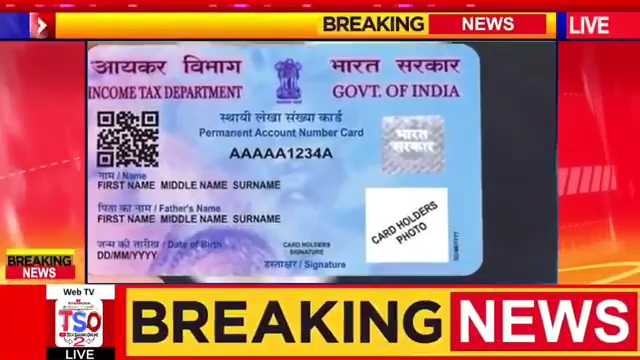 BREAKING NEWS LIVE
आयकर विभाग भारत सरकार
INCOME TAX DEPARTMENT GOVT. OF INDIA
स्थायी लेखा संख्या कार्ड
Permanent Account Number Card
AAAAA1234A
भारत
सरकार
नाम / Name
FIRST NAME MIDDLE NAME SURNAME
पिता का नाम / Father's Name
FIRST NAME MIDDLE NAME SURNAME
CARD HOLDERS
PHOTO
जन्म की तारीख / Date of Birth
DD/MM/YYYY
CARD HOLDERS
SIGNATURE
हस्ताक्षर / Signature
BREAKING
NEWS
Web TV
TSO
2
LIVE
BREAKING NEWS